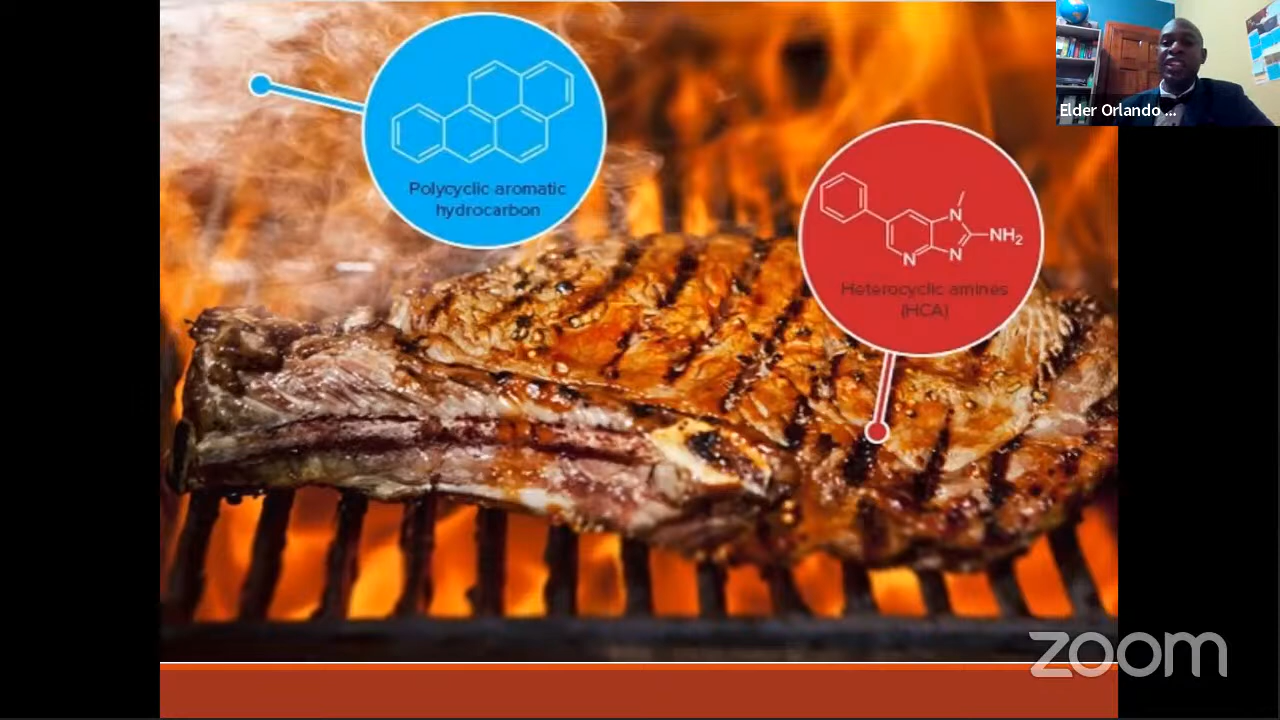 Elder Orlando ...
Polycyclic aromatic
hydrocarbon
N
NH2
N
N
Heterocyclic amines
(HCA)
zoom